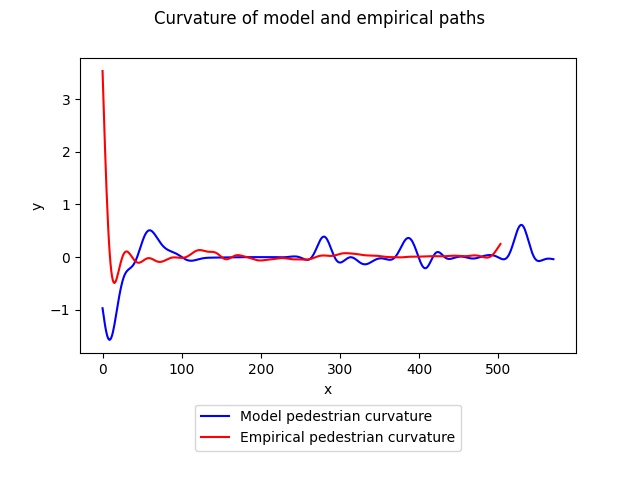 Curvature of model and empirical paths
3
2
1
0
−1
y
0 100 200 300 400 500
x
Model pedestrian curvature
Empirical pedestrian curvature